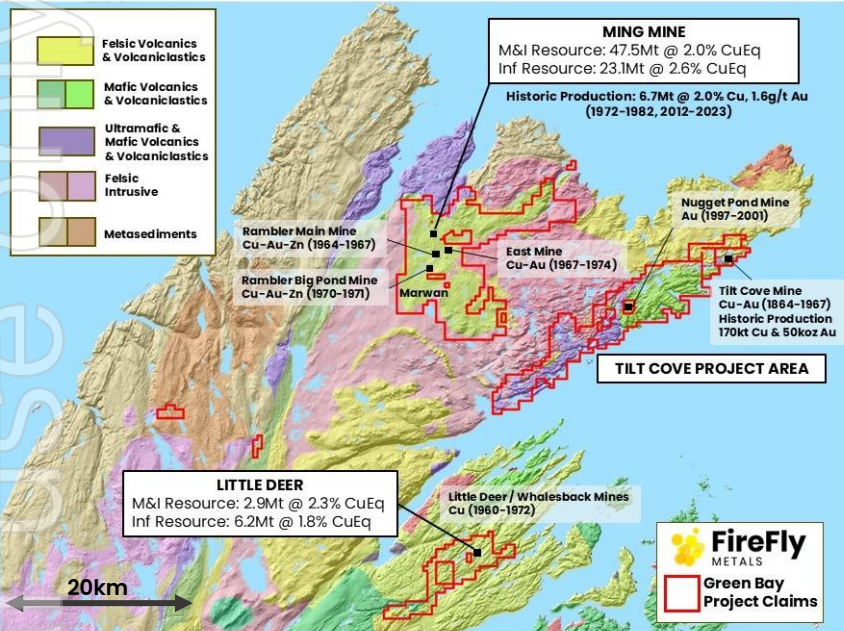 Felsic Volcanics
& Volcaniclastics
Mafic Volcanics
& Volcaniclastics
Ultramafic &
Mafic Volcanics
& Volcaniclastics
Felsic
Intrusive
Metasediments
MING MINE
M&I Resource: 47.5Mt @ 2.0% CuEq
Inf Resource: 23.1Mt @ 2.6% CuEq
Historic Production: 6.7Mt @ 2.0% Cu, 1.6g/t Au
(1972-1982, 2012-2023)
Nugget Pond Mine
Au (1997-2001)
Rambler Main Mine
Cu-Au-Zn (1964-1967)
East Mine
Cu-Au (1967-1974)
Rambler Big Pond Mine
Cu-Au-Zn (1970-1971)
Marwan
Tilt Cove Mine
Cu-Au (1864-1967)
Historic Production
170kt Cu & 50koz Au
TILT COVE PROJECT AREA
LITTLE DEER
M&I Resource: 2.9Mt @ 2.3% CuEq
Inf Resource: 6.2Mt @ 1.8% CuEq
Little Deer / Whalesback Mines
Cu (1960-1972)
FireFly
METALS
Green Bay
Project Claims
20km
use only